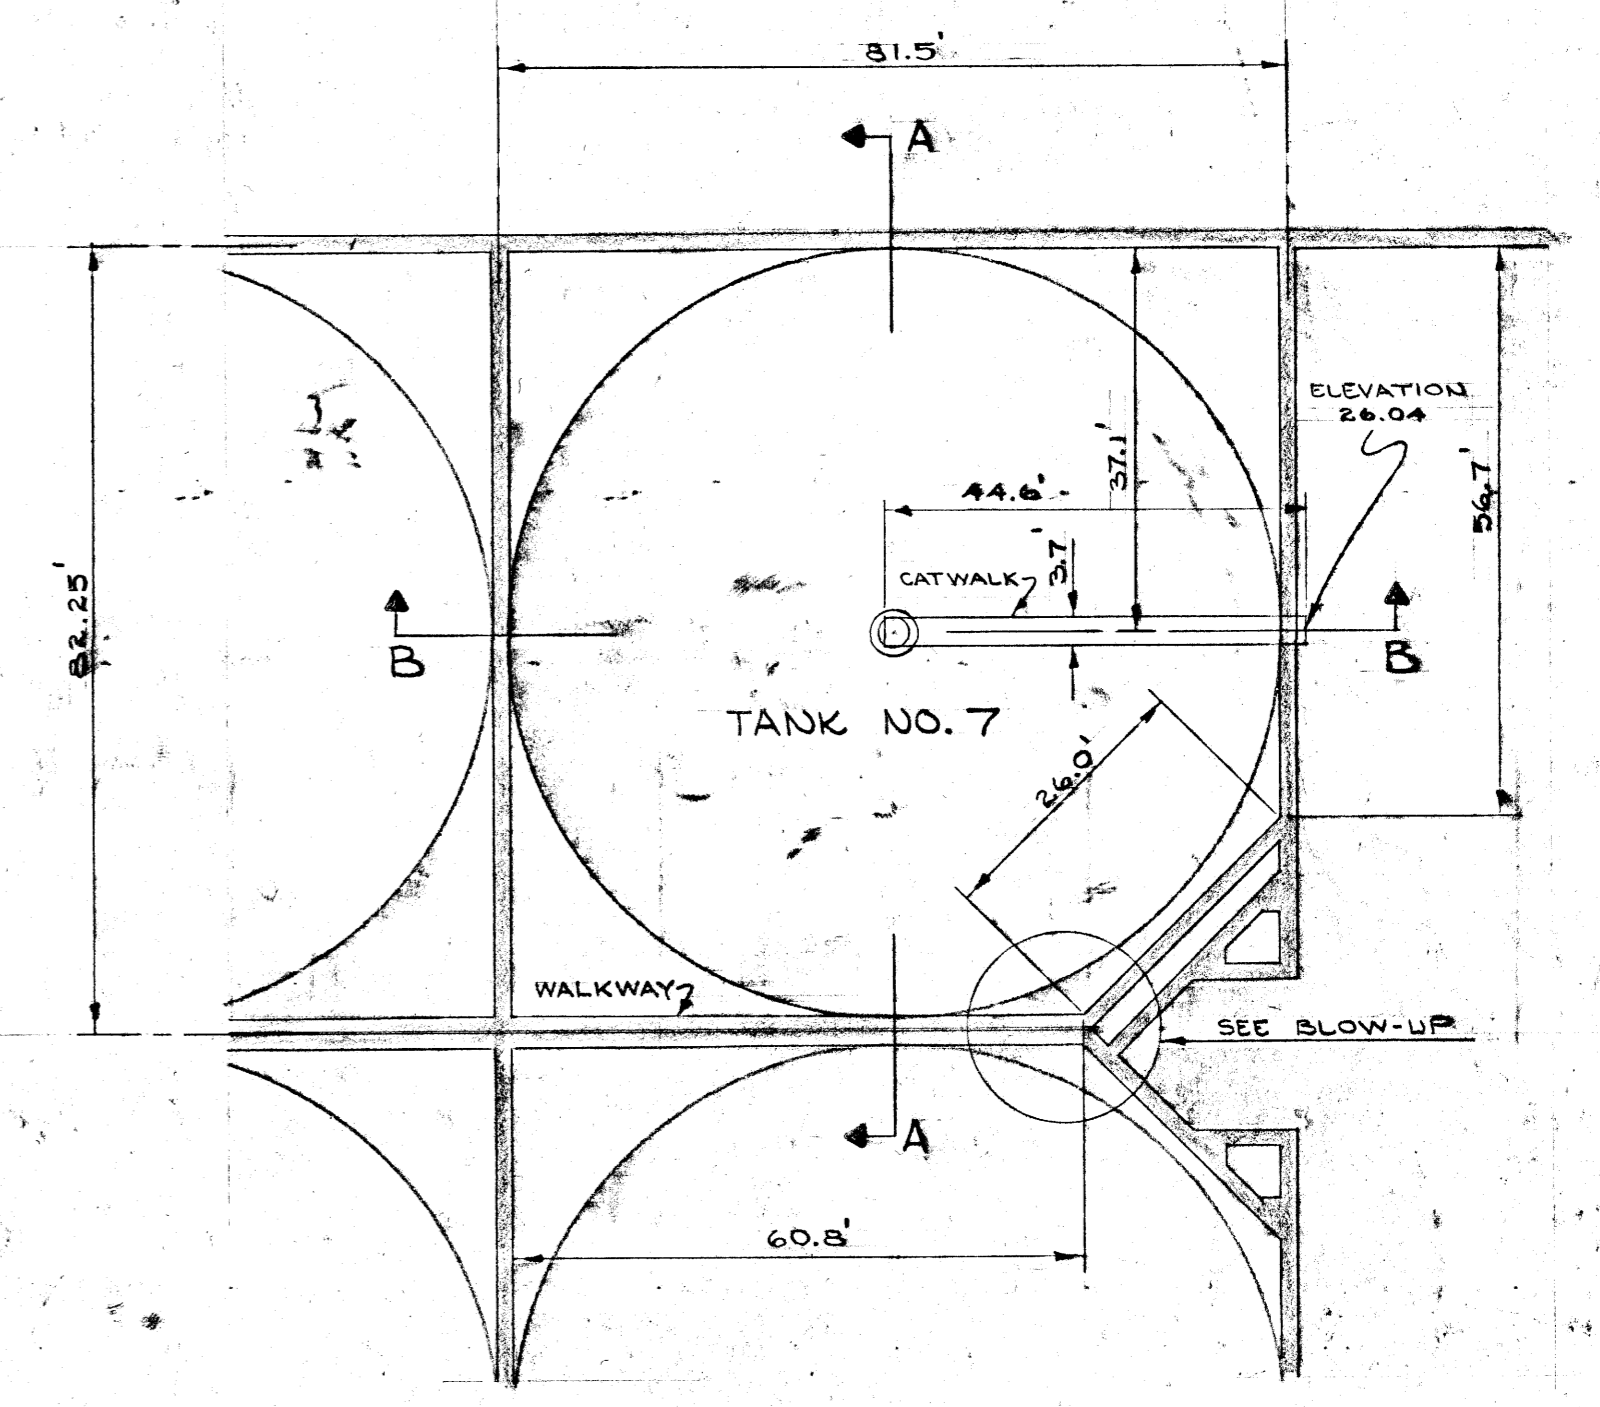 81.5'
A
ELEVATION
26.04
37.1'
44.6'
56.7'
CATWALK
3.7'
82.25'
B
B
TANK NO. 7
26.0'
WALKWAY
SEE BLOW-UP
A
60.8'